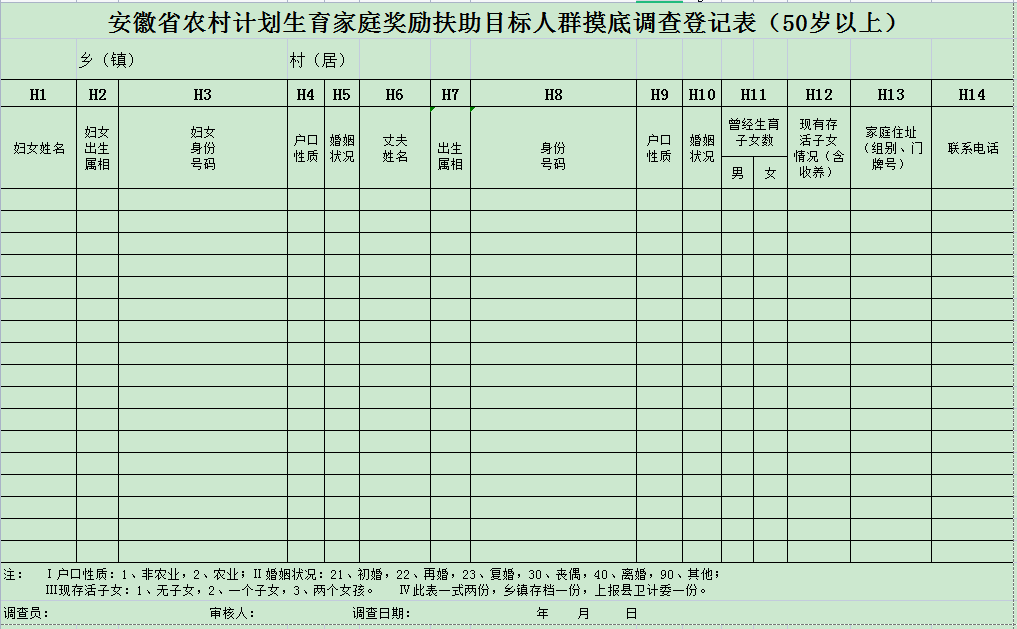 安徽省农村计划生育家庭奖励扶助目标人群摸底调查登记表（50岁以上）
乡（镇） 村（居）
H1 H2 H3 H4 H5 H6 H7 H8 H9 H10 H11 H12 H13 H14
妇女姓名
妇女
出生
属相
妇女
身份
号码
户口
性质
婚姻
状况
丈夫
姓名
出生
属相
身份
号码
户口
性质
婚姻
状况
曾经生育
子女数
男 女
现有存
活子女
情况（含
收养）
家庭住址
（组别、门
牌号）
联系电话
注： Ⅰ户口性质：1、非农业，2、农业；Ⅱ婚姻状况：21、初婚，22、再婚，23、复婚，30、丧偶，40、离婚，90、其他；
Ⅲ现存活子女：1、无子女，2、一个子女，3、两个女孩。 Ⅳ此表一式两份，乡镇存档一份，上报县卫计委一份。
调查员： 审核人： 调查日期： 年 月 日